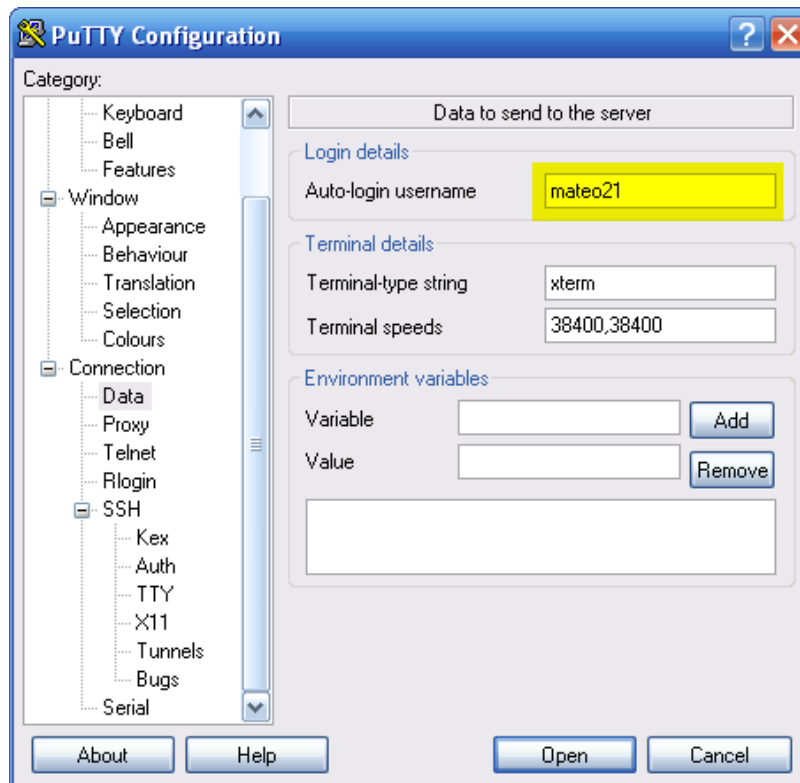 PuTTY Configuration
Category:
Keyboard
Bell
Features
Window
Appearance
Behaviour
Translation
Selection
Colours
Connection
Data
Proxy
Telnet
Rlogin
SSH
Kex
Auth
TTY
X11
Tunnels
Bugs
Serial
Data to send to the server
Login details
Auto-login username mateo21
Terminal details
Terminal-type string xterm
Terminal speeds 38400,38400
Environment variables
Variable Add
Value Remove
About Help Open Cancel